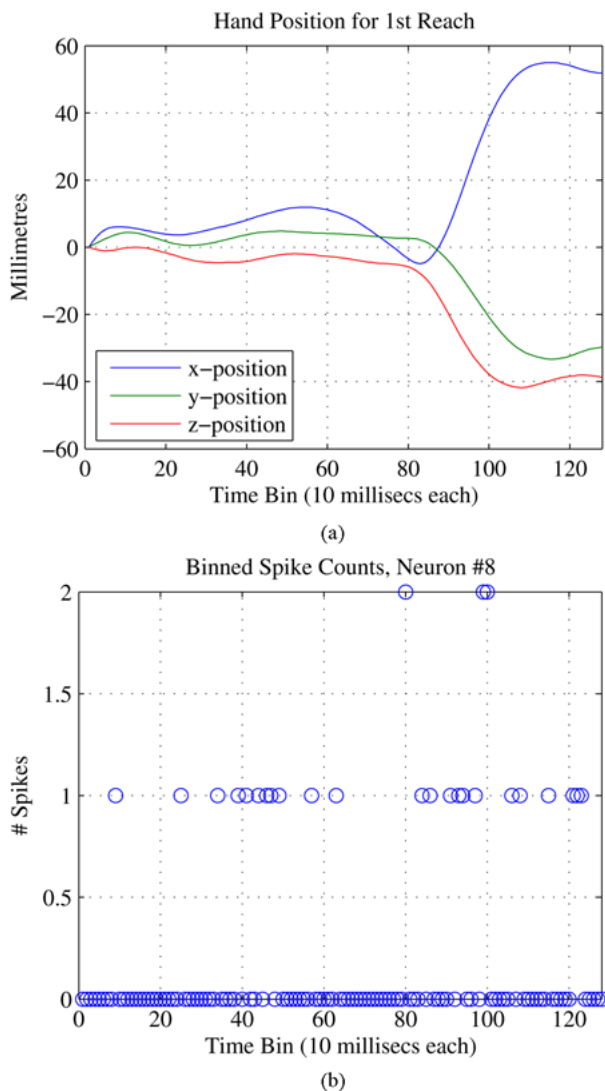 Hand Position for 1st Reach
60
40
20
0
−20
−40
−60
Millimetres
x−position
y−position
z−position
0 20 40 60 80 100 120
Time Bin (10 millisecs each)
(a)
Binned Spike Counts, Neuron #8
2
1.5
1
0.5
0
# Spikes
0 20 40 60 80 100 120
Time Bin (10 millisecs each)
(b)